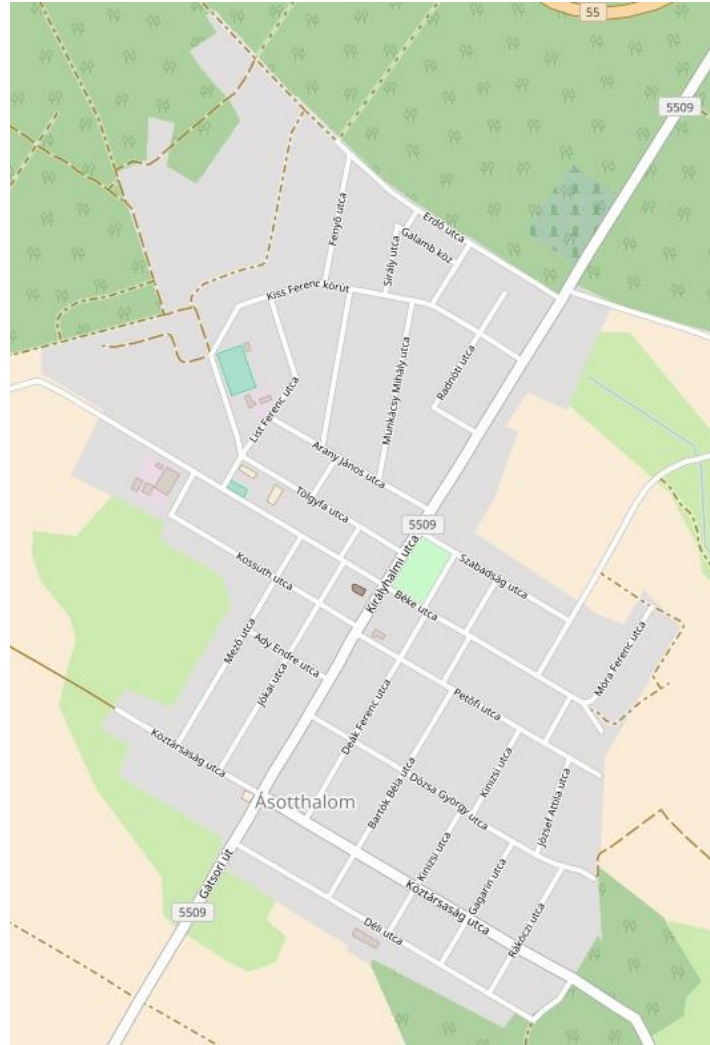 55
5509
Fenyő utca
Erdő utca
Galamb köz
Sirály utca
Kiss Ferenc körút
Munkácsy Mihály utca
Radnóti utca
List Ferenc utca
Arany János utca
Tölgyfa utca
5509
Királyhalmi utca
Szabadság utca
Kossuth utca
Béke utca
Mező utca
Ady Endre utca
Jókai utca
Móra Ferenc utca
Deák Ferenc utca
Petőfi utca
Köztársaság utca
Kinizsi utca
Bartók Béla utca
Dózsa György utca
József Attila utca
Ásotthalom
Kinizsi utca
Gátsori út
Köztársaság utca
Gagarin utca
Rákóczi utca
5509
Déli utca